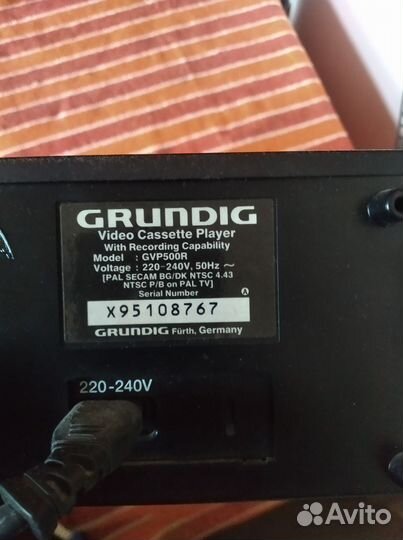 GRUNDIG
Video Cassette Player
With Recording Capability
Model : GVP500R
Voltage : 220-240V, 50Hz ~
[PAL SECAM BG/DK NTSC 4.43
NTSC P/B on PAL TV]
Serial Number A
X95108767
GRUNDIG Fürth, Germany
220-240V
Avito